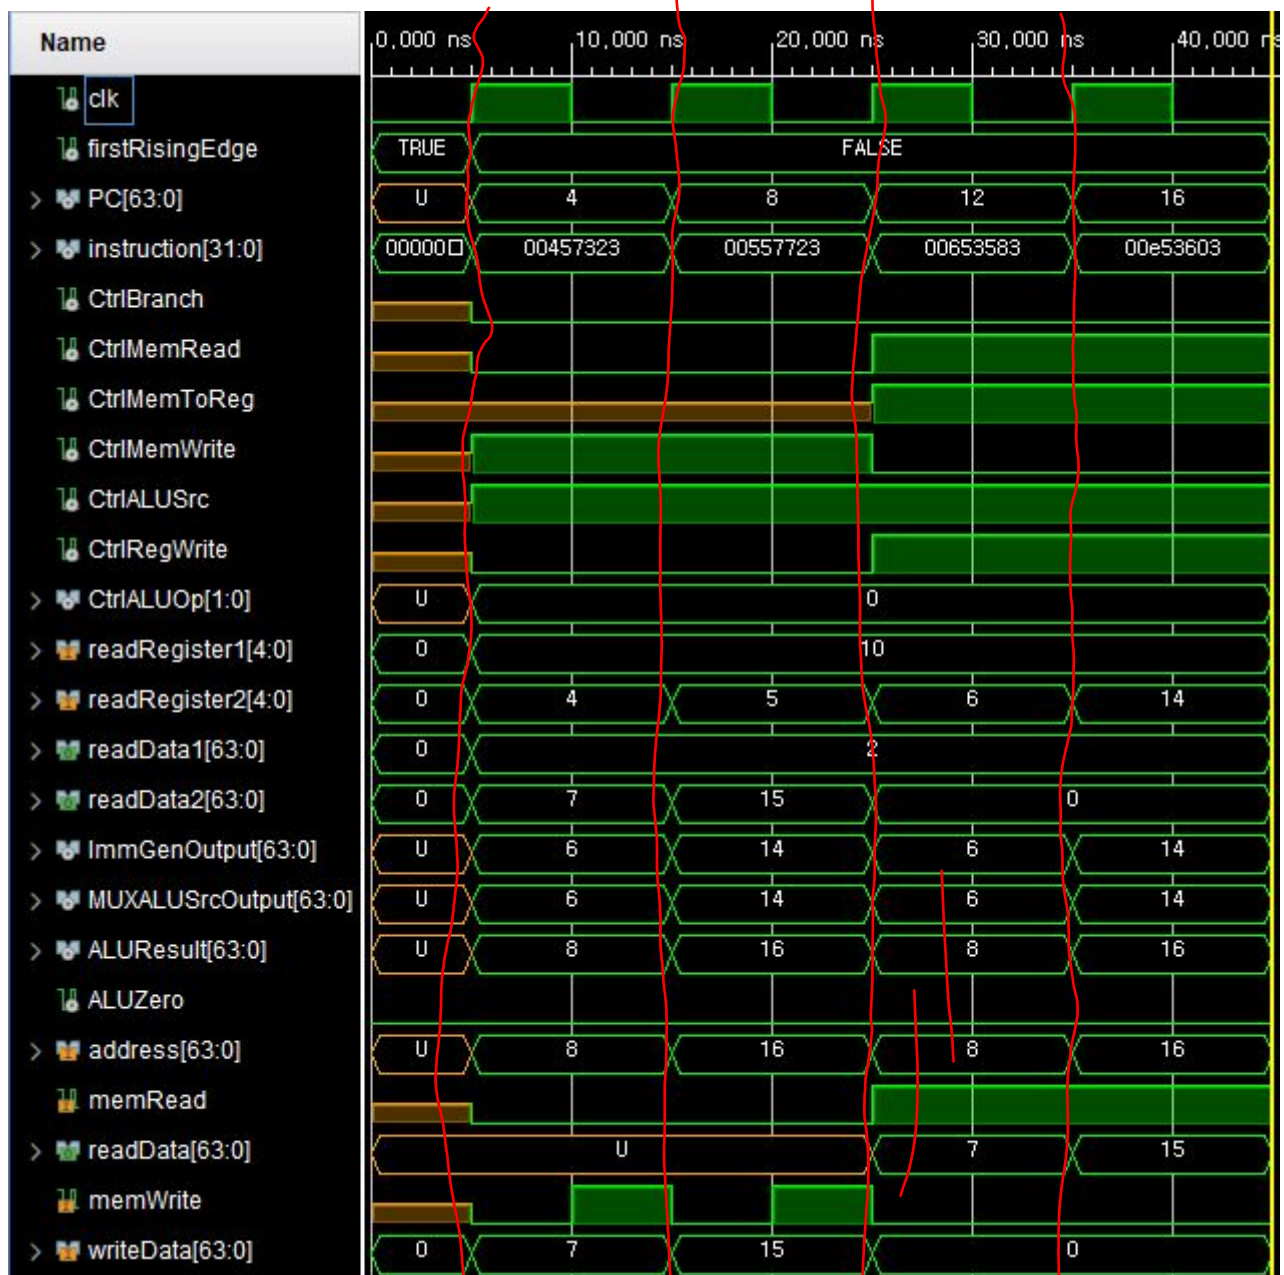 Name 0,000 ns 10,000 ns 20,000 ns 30,000 ns 40,000
clk
firstRisingEdge TRUE FALSE
PC[63:0] U 4 8 12 16
instruction[31:0] 00000 00457323 00557723 00653583 00e53603
CtrlBranch
CtrlMemRead
CtrlMemToReg
CtrlMemWrite
CtrlALUSrc
CtrlRegWrite
CtrlALUOp[1:0] U 0
readRegister1[4:0] 0 10
readRegister2[4:0] 0 4 5 6 14
readData1[63:0] 0 2
readData2[63:0] 0 7 15 0
ImmGenOutput[63:0] U 6 14 6 14
MUXALUSrcOutput[63:0] U 6 14 6 14
ALUResult[63:0] U 8 16 8 16
ALUZero
address[63:0] U 8 16 8 16
memRead
readData[63:0] U 7 15
memWrite
writeData[63:0] 0 7 15 0